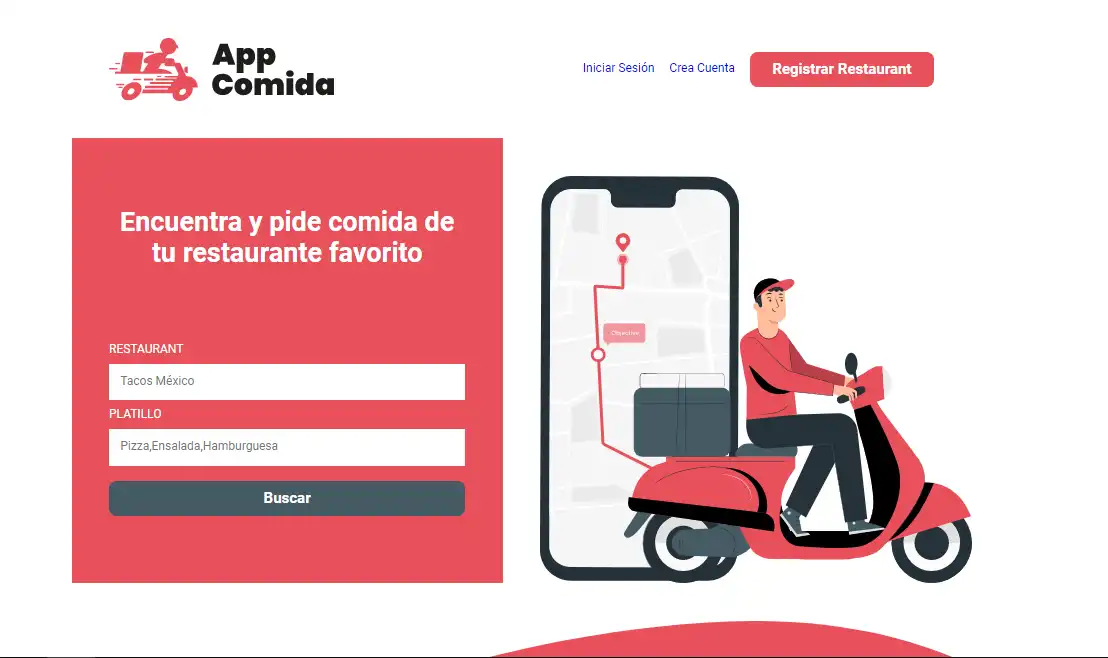 App
Comida
Iniciar Sesión
Crea Cuenta
Registrar Restaurant
Encuentra y pide comida de
tu restaurante favorito
RESTAURANT
Tacos México
PLATILLO
Pizza,Ensalada,Hamburguesa
Buscar
Objective